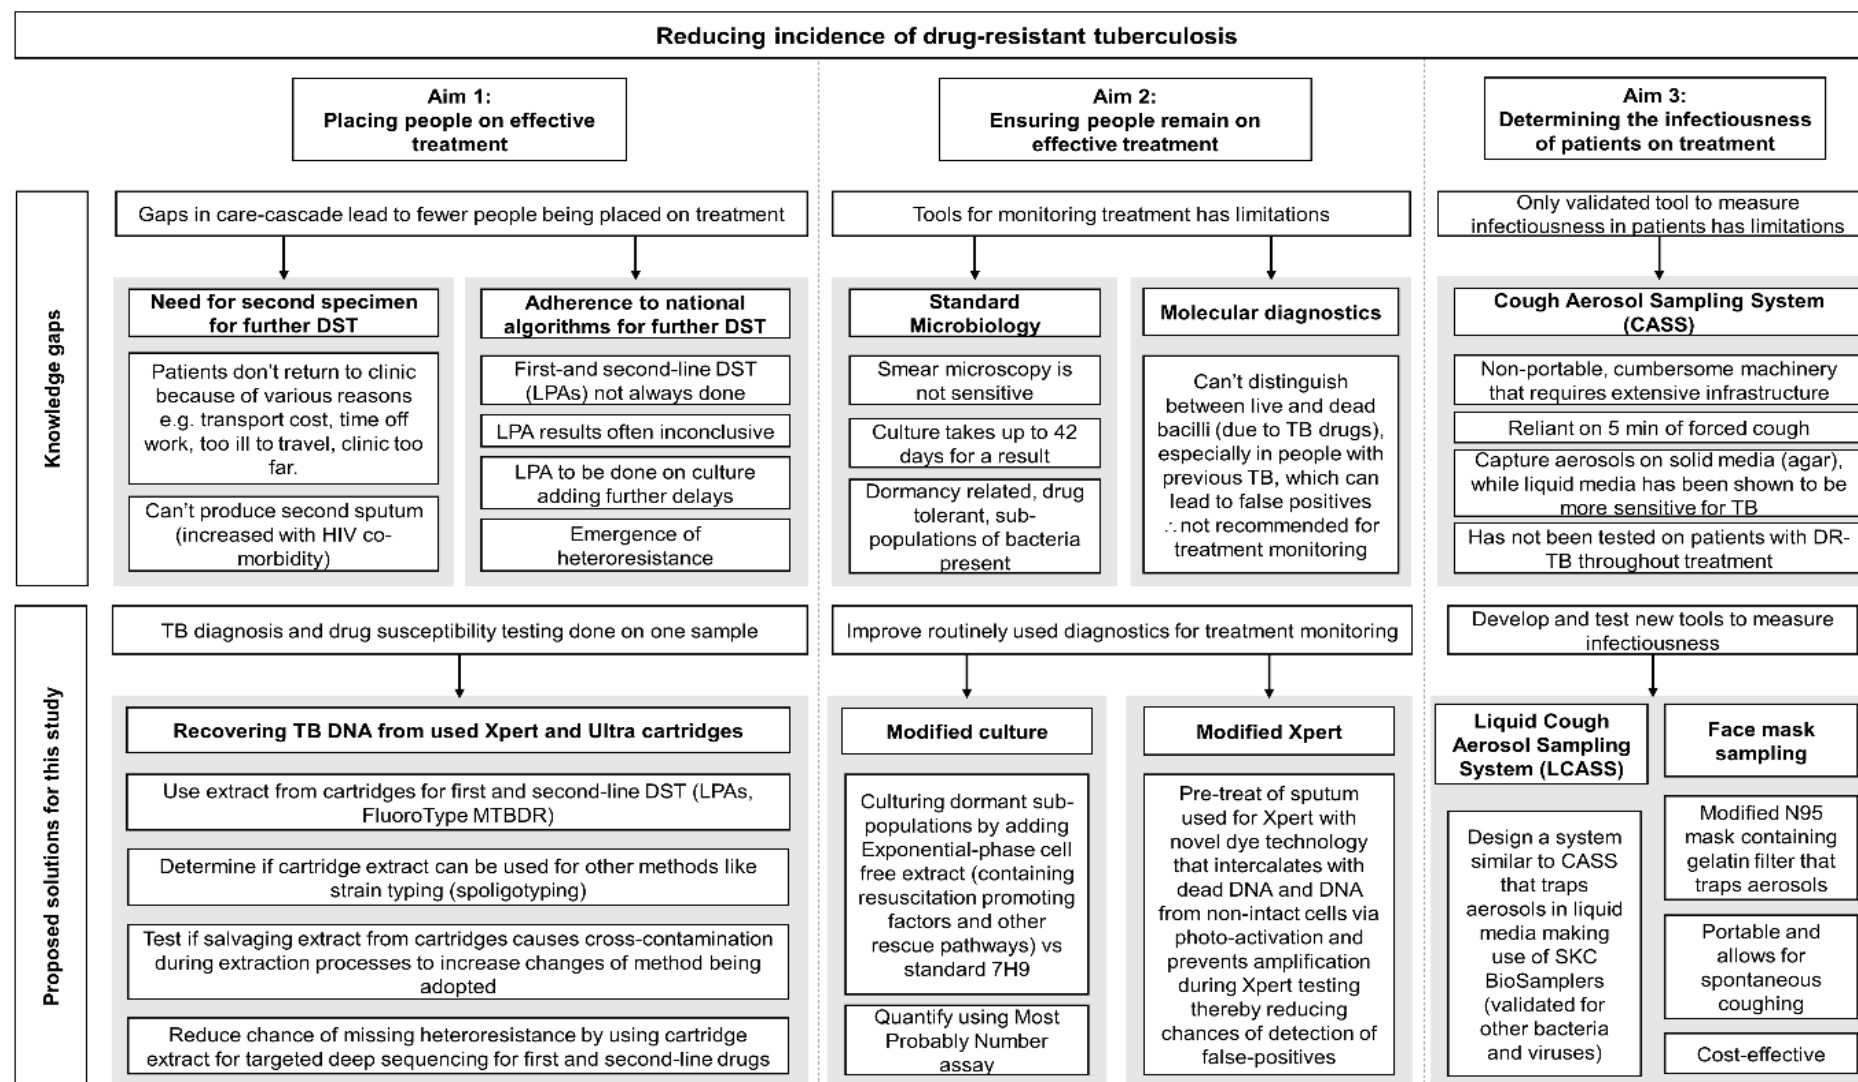 Reducing incidence of drug-resistant tuberculosis
Aim 1:
Placing people on effective
treatment
Aim 2:
Ensuring people remain on
effective treatment
Aim 3:
Determining the infectiousness
of patients on treatment
Knowledge gaps
Gaps in care-cascade lead to fewer people being placed on treatment
Need for second specimen
for further DST
Patients don't return to clinic
because of various reasons
e.g. transport cost, time off
work, too ill to travel, clinic too
far.
Can't produce second sputum
(increased with HIV co-
morbidity)
Adherence to national
algorithms for further DST
First-and second-line DST
(LPAs) not always done
LPA results often inconclusive
LPA to be done on culture
adding further delays
Emergence of
heteroresistance
Tools for monitoring treatment has limitations
Standard
Microbiology
Smear microscopy is
not sensitive
Culture takes up to 42
days for a result
Dormancy related, drug
tolerant, sub-
populations of bacteria
present
Molecular diagnostics
Can't distinguish
between live and dead
bacilli (due to TB drugs),
especially in people with
previous TB, which can
lead to false positives
∴not recommended for
treatment monitoring
Only validated tool to measure
infectiousness in patients has limitations
Cough Aerosol Sampling System
(CASS)
Non-portable, cumbersome machinery
that requires extensive infrastructure
Reliant on 5 min of forced cough
Capture aerosols on solid media (agar),
while liquid media has been shown to be
more sensitive for TB
Has not been tested on patients with DR-
TB throughout treatment
Proposed solutions for this study
TB diagnosis and drug susceptibility testing done on one sample
Recovering TB DNA from used Xpert and Ultra cartridges
Use extract from cartridges for first and second-line DST (LPAs,
FluoroType MTBDR)
Determine if cartridge extract can be used for other methods like
strain typing (spoligotyping)
Test if salvaging extract from cartridges causes cross-contamination
during extraction processes to increase changes of method being
adopted
Reduce chance of missing heteroresistance by using cartridge
extract for targeted deep sequencing for first and second-line drugs
Improve routinely used diagnostics for treatment monitoring
Modified culture
Culturing dormant sub-
populations by adding
Exponential-phase cell
free extract (containing
resuscitation promoting
factors and other
rescue pathways) vs
standard 7H9
Quantify using Most
Probably Number
assay
Modified Xpert
Pre-treat of sputum
used for Xpert with
novel dye technology
that intercalates with
dead DNA and DNA
from non-intact cells via
photo-activation and
prevents amplification
during Xpert testing
thereby reducing
chances of detection of
false-positives
Develop and test new tools to measure
infectiousness
Liquid Cough
Aerosol Sampling
System (LCASS)
Design a system
similar to CASS
that traps
aerosols in liquid
media making
use of SKC
BioSamplers
(validated for
other bacteria
and viruses)
Face mask
sampling
Modified N95
mask containing
gelatin filter that
traps aerosols
Portable and
allows for
spontaneous
coughing
Cost-effective